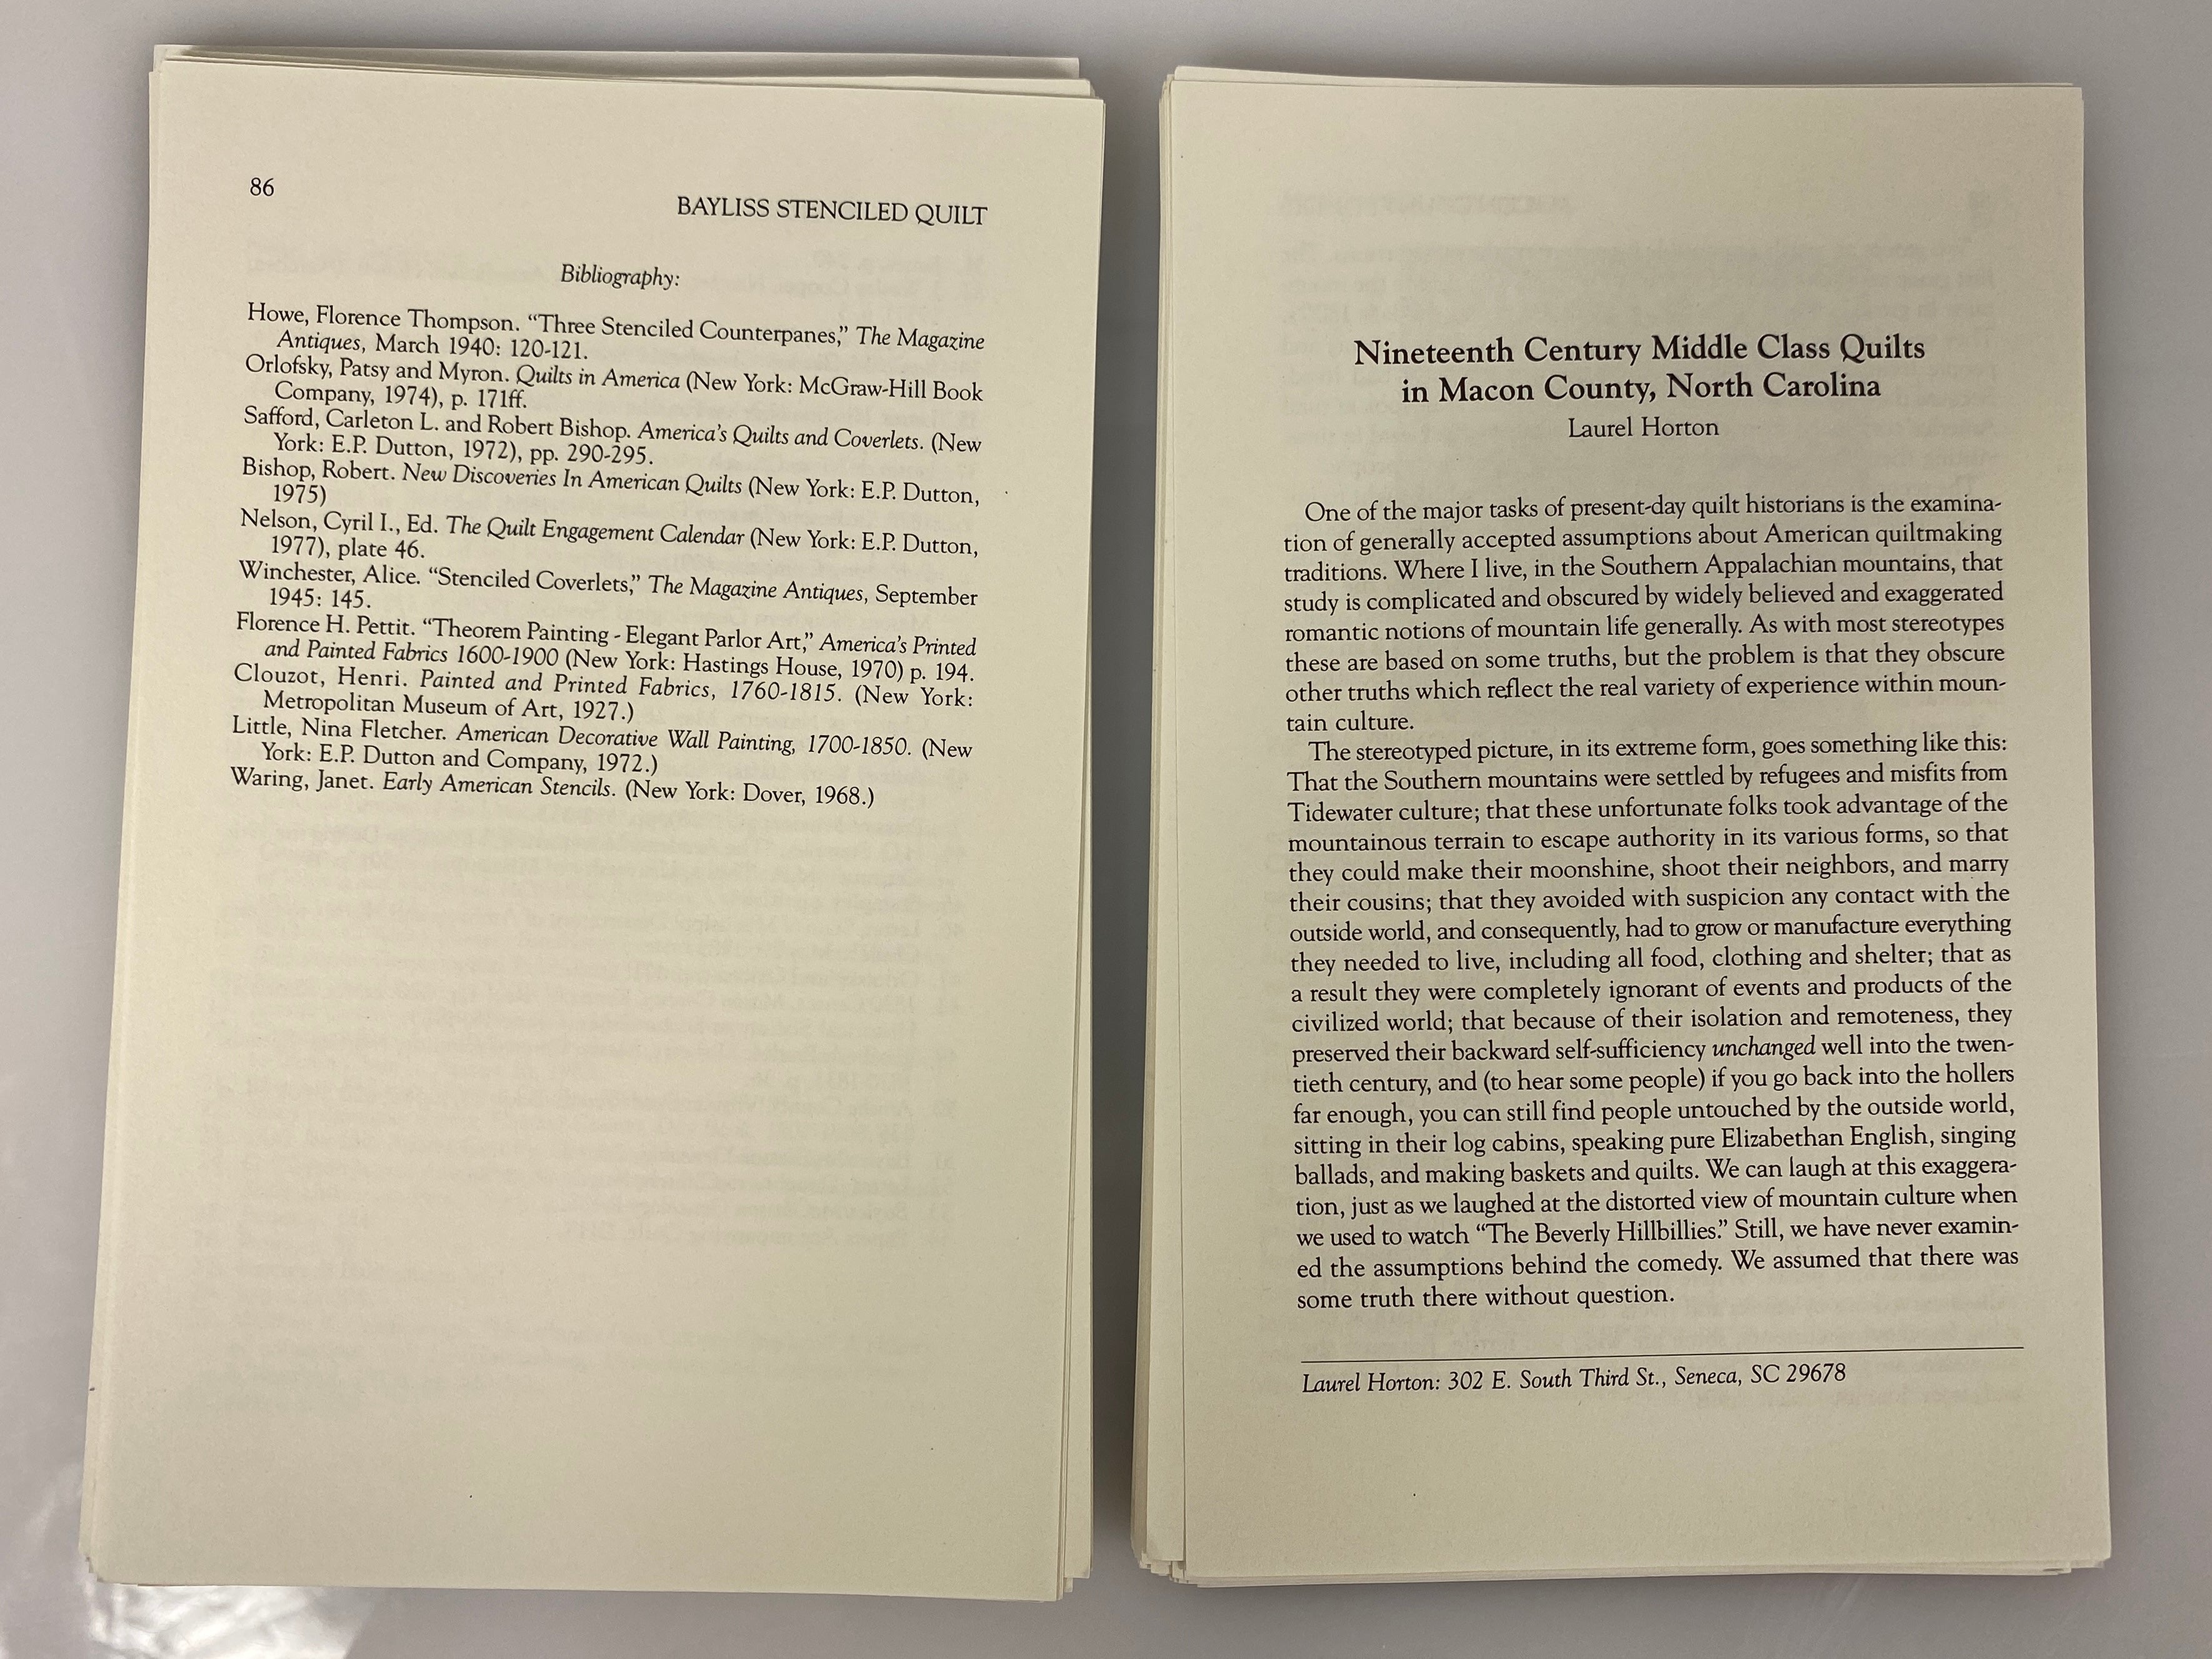 86
BAYLISS STENCILED QUILT
Bibliography:
Howe, Florence Thompson. “Three Stenciled Counterpanes,” The Magazine
Antiques, March 1940: 120-121.
Orlofsky, Patsy and Myron. Quilts in America (New York: McGraw-Hill Book
Company, 1974), p. 171ff.
Safford, Carleton L. and Robert Bishop. America’s Quilts and Coverlets. (New
York: E.P. Dutton, 1972), pp. 290-295.
Bishop, Robert. New Discoveries In American Quilts (New York: E.P. Dutton,
1975)
Nelson, Cyril I., Ed. The Quilt Engagement Calendar (New York: E.P. Dutton,
1977), plate 46.
Winchester, Alice. “Stenciled Coverlets,” The Magazine Antiques, September
1945: 145.
Florence H. Pettit. “Theorem Painting - Elegant Parlor Art,” America’s Printed
and Painted Fabrics 1600-1900 (New York: Hastings House, 1970) p. 194.
Clouzot, Henri. Painted and Printed Fabrics, 1760-1815. (New York:
Metropolitan Museum of Art, 1927.)
Little, Nina Fletcher. American Decorative Wall Painting, 1700-1850. (New
York: E.P. Dutton and Company, 1972.)
Waring, Janet. Early American Stencils. (New York: Dover, 1968.)
Nineteenth Century Middle Class Quilts
in Macon County, North Carolina
Laurel Horton
One of the major tasks of present-day quilt historians is the examina-
tion of generally accepted assumptions about American quiltmaking
traditions. Where I live, in the Southern Appalachian mountains, that
study is complicated and obscured by widely believed and exaggerated
romantic notions of mountain life generally. As with most stereotypes
these are based on some truths, but the problem is that they obscure
other truths which reflect the real variety of experience within moun-
tain culture.
The stereotyped picture, in its extreme form, goes something like this:
That the Southern mountains were settled by refugees and misfits from
Tidewater culture; that these unfortunate folks took advantage of the
mountainous terrain to escape authority in its various forms, so that
they could make their moonshine, shoot their neighbors, and marry
their cousins; that they avoided with suspicion any contact with the
outside world, and consequently, had to grow or manufacture everything
they needed to live, including all food, clothing and shelter; that as
a result they were completely ignorant of events and products of the
civilized world; that because of their isolation and remoteness, they
preserved their backward self-sufficiency unchanged well into the twen-
tieth century, and (to hear some people) if you go back into the hollers
far enough, you can still find people untouched by the outside world,
sitting in their log cabins, speaking pure Elizabethan English, singing
ballads, and making baskets and quilts. We can laugh at this exaggera-
tion, just as we laughed at the distorted view of mountain culture when
we used to watch “The Beverly Hillbillies.” Still, we have never examin-
ed the assumptions behind the comedy. We assumed that there was
some truth there without question.
Laurel Horton: 302 E. South Third St., Seneca, SC 29678